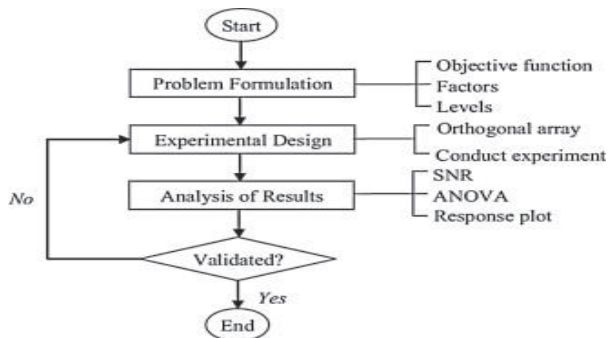 Start
Problem Formulation
Objective function
Factors
Levels
Experimental Design
Orthogonal array
Conduct experiment
Analysis of Results
SNR
ANOVA
Response plot
No
Validated?
Yes
End